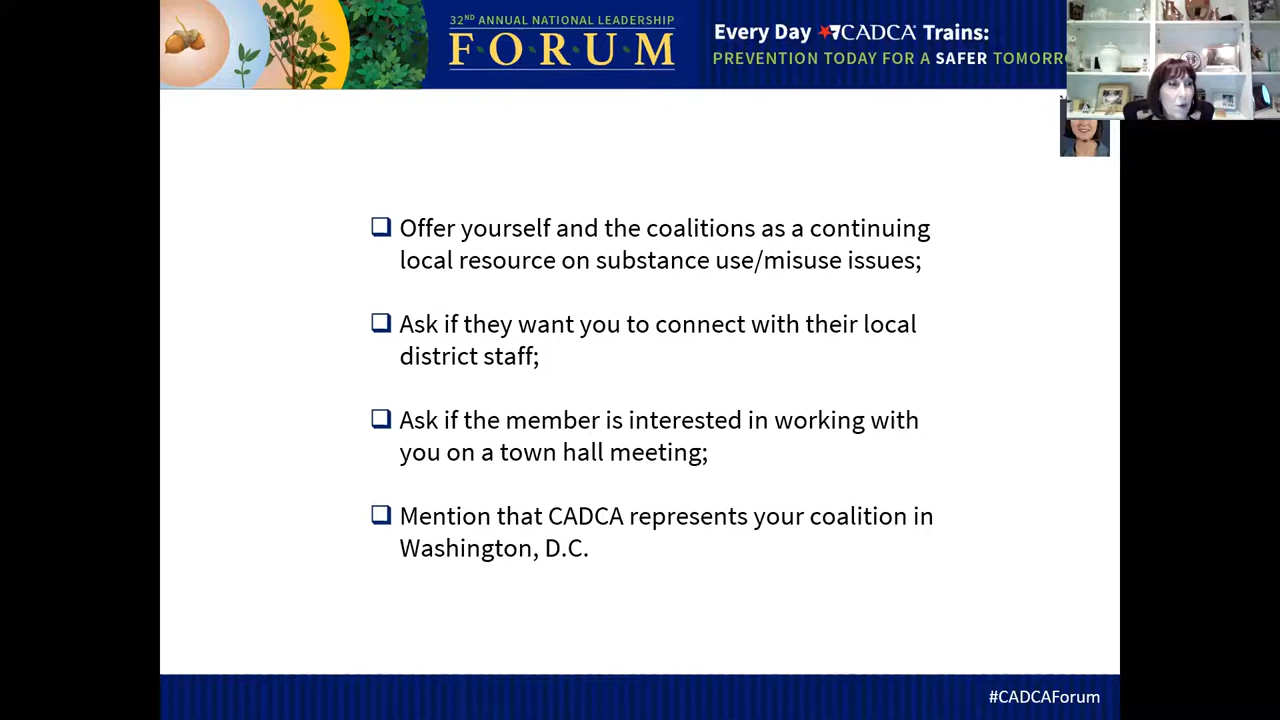 32ND ANNUAL NATIONAL LEADERSHIP
FORUM
Every Day CADCA Trains:
PREVENTION TODAY FOR A SAFER TOMORR
❑ Offer yourself and the coalitions as a continuing
local resource on substance use/misuse issues;
❑ Ask if they want you to connect with their local
district staff;
❑ Ask if the member is interested in working with
you on a town hall meeting;
❑ Mention that CADCA represents your coalition in
Washington, D.C.
#CADCAForum